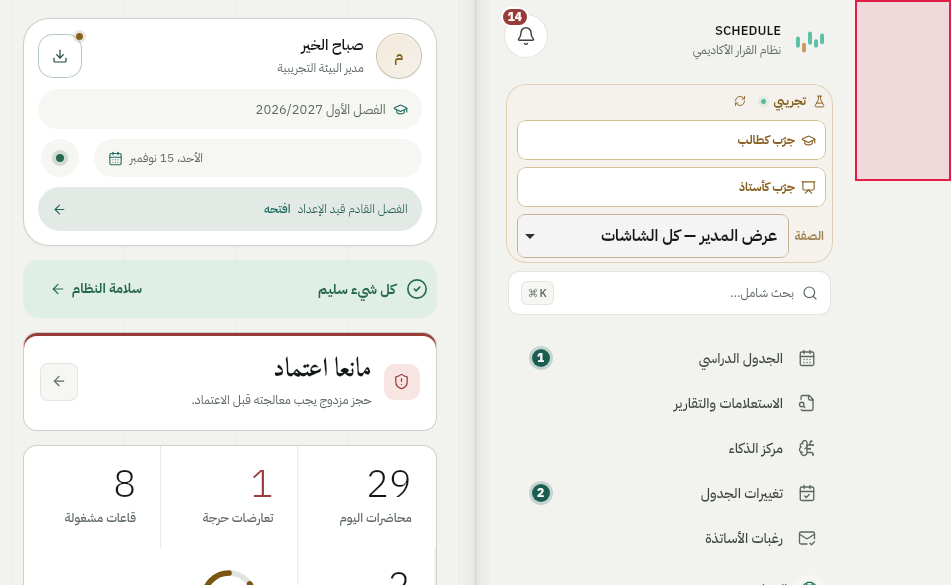 14
SCHEDULE
نظام القرار الأكاديمي
تجريبي
جرّب كطالب
جرّب كأستاذ
الصفة
عرض المدير — كل الشاشات
بحث شامل...
⌘K
الجدول الدراسي
1
الاستعلامات والتقارير
مركز الذكاء
تغييرات الجدول
2
رغبات الأساتذة
صباح الخير
م
مدير البيئة التجريبية
الفصل الأول 2026/2027
الأحد، 15 نوفمبر
الفصل القادم قيد الإعداد افتحه
كل شيء سليم
سلامة النظام
مانعا اعتماد
حجز مزدوج يجب معالجته قبل الاعتماد.
29
محاضرات اليوم
1
تعارضات حرجة
8
قاعات مشغولة